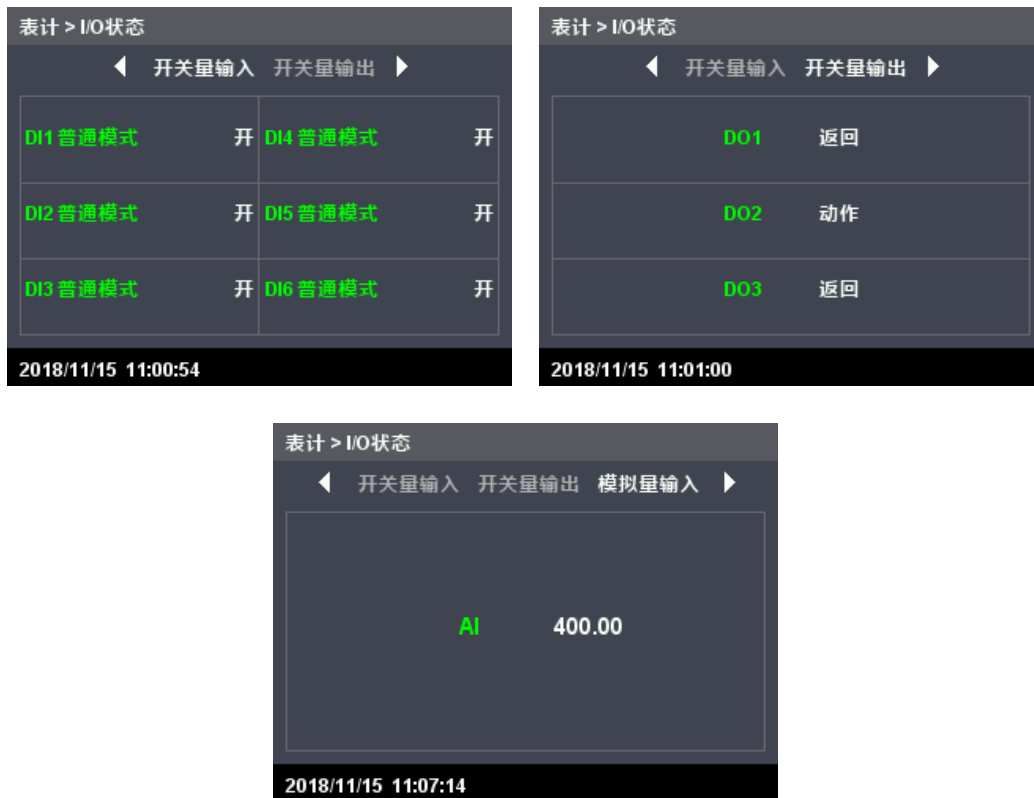 表计 > I/O状态
开关量输入 开关量输出
DI1 普通模式 开 DI4 普通模式 开
DI2 普通模式 开 DI5 普通模式 开
DI3 普通模式 开 DI6 普通模式 开
2018/11/15 11:00:54
表计 > I/O状态
开关量输入 开关量输出
DO1 返回
DO2 动作
DO3 返回
2018/11/15 11:01:00
表计 > I/O状态
开关量输入 开关量输出 模拟量输入
AI 400.00
2018/11/15 11:07:14